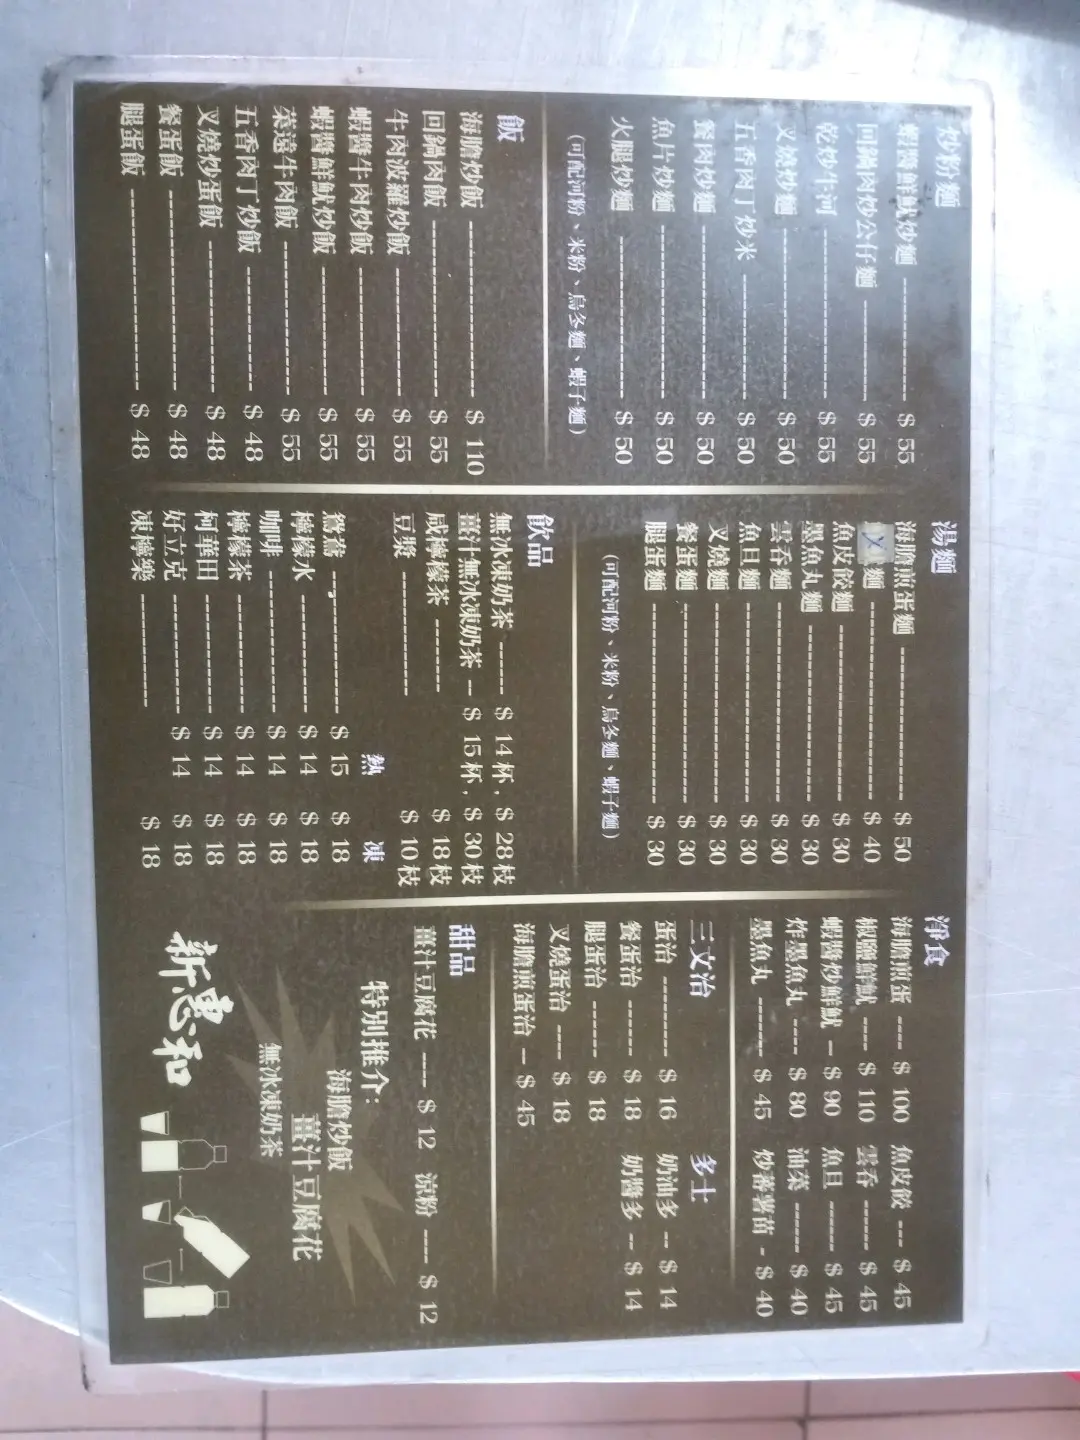 炒粉麵
蝦醬鮮魷炒麵 $ 55
回鍋肉炒公仔麵 $ 55
乾炒牛河 $ 55
叉燒炒麵 $ 50
五香肉丁炒米 $ 50
餐肉炒麵 $ 50
魚片炒麵 $ 50
火腿炒麵 $ 50
(可配河粉、米粉、烏冬麵、蝦子麵)
飯
海膽炒飯 $ 110
回鍋肉飯 $ 55
牛肉波羅炒飯 $ 55
蝦醬牛肉炒飯 $ 55
蝦醬鮮魷炒飯 $ 55
菜遠牛肉飯 $ 55
五香肉丁炒飯 $ 48
叉燒炒蛋飯 $ 48
餐蛋飯 $ 48
腿蛋飯 $ 48
湯麵
海膽煎蛋麵 $ 50
麵 $ 40
魚皮餃麵 $ 30
墨魚丸麵 $ 30
雲吞麵 $ 30
魚旦麵 $ 30
叉燒麵 $ 30
餐蛋麵 $ 30
腿蛋麵 $ 30
(可配河粉、米粉、烏冬麵、蝦子麵)
飲品
無冰凍奶茶 $ 14杯, $ 28枝
薑汁無冰凍奶茶 $ 15杯, $ 30枝
咸檸檬茶 $ 18枝
豆漿 $ 10枝
熱 凍
鴛鴦 $ 15 $ 18
檸檬水 $ 14 $ 18
咖啡 $ 14 $ 18
檸檬茶 $ 14 $ 18
柯華田 $ 14 $ 18
好立克 $ 14 $ 18
凍檸樂 $ 18
淨食
海膽煎蛋 $ 100 魚皮餃 $ 45
椒鹽鮮魷 $ 110 雲吞 $ 45
蝦醬炒鮮魷 $ 90 魚旦 $ 45
炸墨魚丸 $ 80 油菜 $ 40
墨魚丸 $ 45 炒蕃薯苗 $ 40
三文治 多士
蛋治 $ 16 奶油多 $ 14
餐蛋治 $ 18 奶醬多 $ 14
腿蛋治 $ 18
叉燒蛋治 $ 18
海膽煎蛋治 $ 45
甜品
薑汁豆腐花 $ 12 涼粉 $ 12
特別推介:
海膽炒飯
薑汁豆腐花
無冰凍奶茶
新惠和